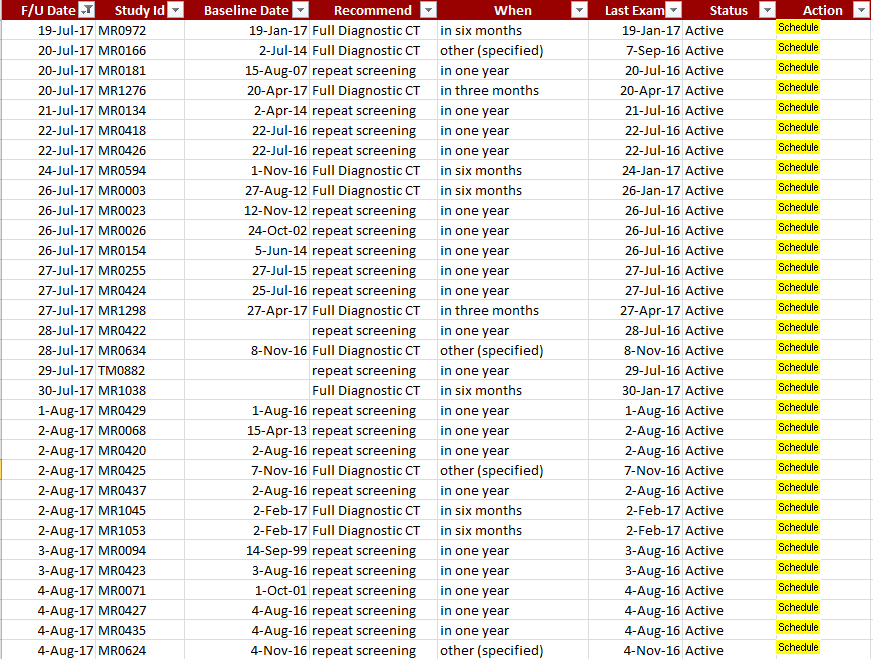 F/U Date Study Id Baseline Date Recommend When Last Exam Status Action
19-Jul-17 MR0972 19-Jan-17 Full Diagnostic CT in six months 19-Jan-17 Active Schedule
20-Jul-17 MR0166 2-Jul-14 Full Diagnostic CT other (specified) 7-Sep-16 Active Schedule
20-Jul-17 MR0181 15-Aug-07 repeat screening in one year 20-Jul-16 Active Schedule
20-Jul-17 MR1276 20-Apr-17 Full Diagnostic CT in three months 20-Apr-17 Active Schedule
21-Jul-17 MR0134 2-Apr-14 repeat screening in one year 21-Jul-16 Active Schedule
22-Jul-17 MR0418 22-Jul-16 repeat screening in one year 22-Jul-16 Active Schedule
22-Jul-17 MR0426 22-Jul-16 repeat screening in one year 22-Jul-16 Active Schedule
24-Jul-17 MR0594 1-Nov-16 Full Diagnostic CT in six months 24-Jan-17 Active Schedule
26-Jul-17 MR0003 27-Aug-12 Full Diagnostic CT in six months 26-Jan-17 Active Schedule
26-Jul-17 MR0023 12-Nov-12 repeat screening in one year 26-Jul-16 Active Schedule
26-Jul-17 MR0026 24-Oct-02 repeat screening in one year 26-Jul-16 Active Schedule
26-Jul-17 MR0154 5-Jun-14 repeat screening in one year 26-Jul-16 Active Schedule
27-Jul-17 MR0255 27-Jul-15 repeat screening in one year 27-Jul-16 Active Schedule
27-Jul-17 MR0424 25-Jul-16 repeat screening in one year 27-Jul-16 Active Schedule
27-Jul-17 MR1298 27-Apr-17 Full Diagnostic CT in three months 27-Apr-17 Active Schedule
28-Jul-17 MR0422 repeat screening in one year 28-Jul-16 Active Schedule
28-Jul-17 MR0634 8-Nov-16 Full Diagnostic CT other (specified) 8-Nov-16 Active Schedule
29-Jul-17 TM0882 repeat screening in one year 29-Jul-16 Active Schedule
30-Jul-17 MR1038 Full Diagnostic CT in six months 30-Jan-17 Active Schedule
1-Aug-17 MR0429 1-Aug-16 repeat screening in one year 1-Aug-16 Active Schedule
2-Aug-17 MR0068 15-Apr-13 repeat screening in one year 2-Aug-16 Active Schedule
2-Aug-17 MR0420 2-Aug-16 repeat screening in one year 2-Aug-16 Active Schedule
2-Aug-17 MR0425 7-Nov-16 Full Diagnostic CT other (specified) 7-Nov-16 Active Schedule
2-Aug-17 MR0437 2-Aug-16 repeat screening in one year 2-Aug-16 Active Schedule
2-Aug-17 MR1045 2-Feb-17 Full Diagnostic CT in six months 2-Feb-17 Active Schedule
2-Aug-17 MR1053 2-Feb-17 Full Diagnostic CT in six months 2-Feb-17 Active Schedule
3-Aug-17 MR0094 14-Sep-99 repeat screening in one year 3-Aug-16 Active Schedule
3-Aug-17 MR0423 3-Aug-16 repeat screening in one year 3-Aug-16 Active Schedule
4-Aug-17 MR0071 1-Oct-01 repeat screening in one year 4-Aug-16 Active Schedule
4-Aug-17 MR0427 4-Aug-16 repeat screening in one year 4-Aug-16 Active Schedule
4-Aug-17 MR0435 4-Aug-16 repeat screening in one year 4-Aug-16 Active Schedule
4-Aug-17 MR0624 4-Nov-16 repeat screening other (specified) 4-Nov-16 Active Schedule